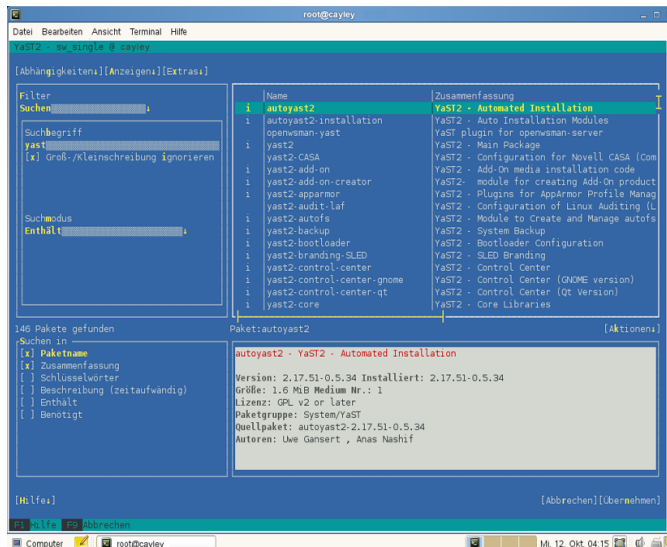 root@cayley
Datei Bearbeiten Ansicht Terminal Hilfe
YaST2 - sw_single @ cayley
[Abhängigkeiten↓][Anzeigen↓][Extras↓]
Filter
Suchen
Suchbegriff
yast
[x] Groß-/Kleinschreibung ignorieren
Suchmodus
Enthält
Name Zusammenfassung
i autoyast2 YaST2 - Automated Installation
i autoyast2-installation YaST2 - Auto Installation Modules
openwsman-yast YaST plugin for openwsman-server
i yast2 YaST2 - Main Package
yast2-CASA YaST2 - Configuration for Novell CASA (Com
i yast2-add-on YaST2 - Add-On media installation code
i yast2-add-on-creator YaST2- module for creating Add-On product
i yast2-apparmor YaST2 - Plugins for AppArmor Profile Manag
yast2-audit-laf YaST2 - Configuration of Linux Auditing (L
i yast2-autofs YaST2 - Module to Create and Manage autofs
i yast2-backup YaST2 - System Backup
i yast2-bootloader YaST2 - Bootloader Configuration
i yast2-branding-SLED YaST2 - SLED Branding
i yast2-control-center YaST2 - Control Center
i yast2-control-center-gnome YaST2 - Control Center (GNOME version)
i yast2-control-center-qt YaST2 - Control Center (Qt Version)
i yast2-core YaST2 - Core Libraries
146 Pakete gefunden
Paket:autoyast2 [Aktionen↓]
Suchen in
[x] Paketname
[x] Zusammenfassung
[ ] Schlüsselwörter
[ ] Beschreibung (zeitaufwändig)
[ ] Enthält
[ ] Benötigt
autoyast2 - YaST2 - Automated Installation
Version: 2.17.51-0.5.34 Installiert: 2.17.51-0.5.34
Größe: 1.6 MiB Medium Nr.: 1
Lizenz: GPL v2 or later
Paketgruppe: System/YaST
Quellpaket: autoyast2-2.17.51-0.5.34
Autoren: Uwe Gansert , Anas Nashif
[Hilfe↓] [Abbrechen][Übernehmen]
F1 Hilfe F9 Abbrechen
Computer root@cayley Mi, 12. Okt, 04:15